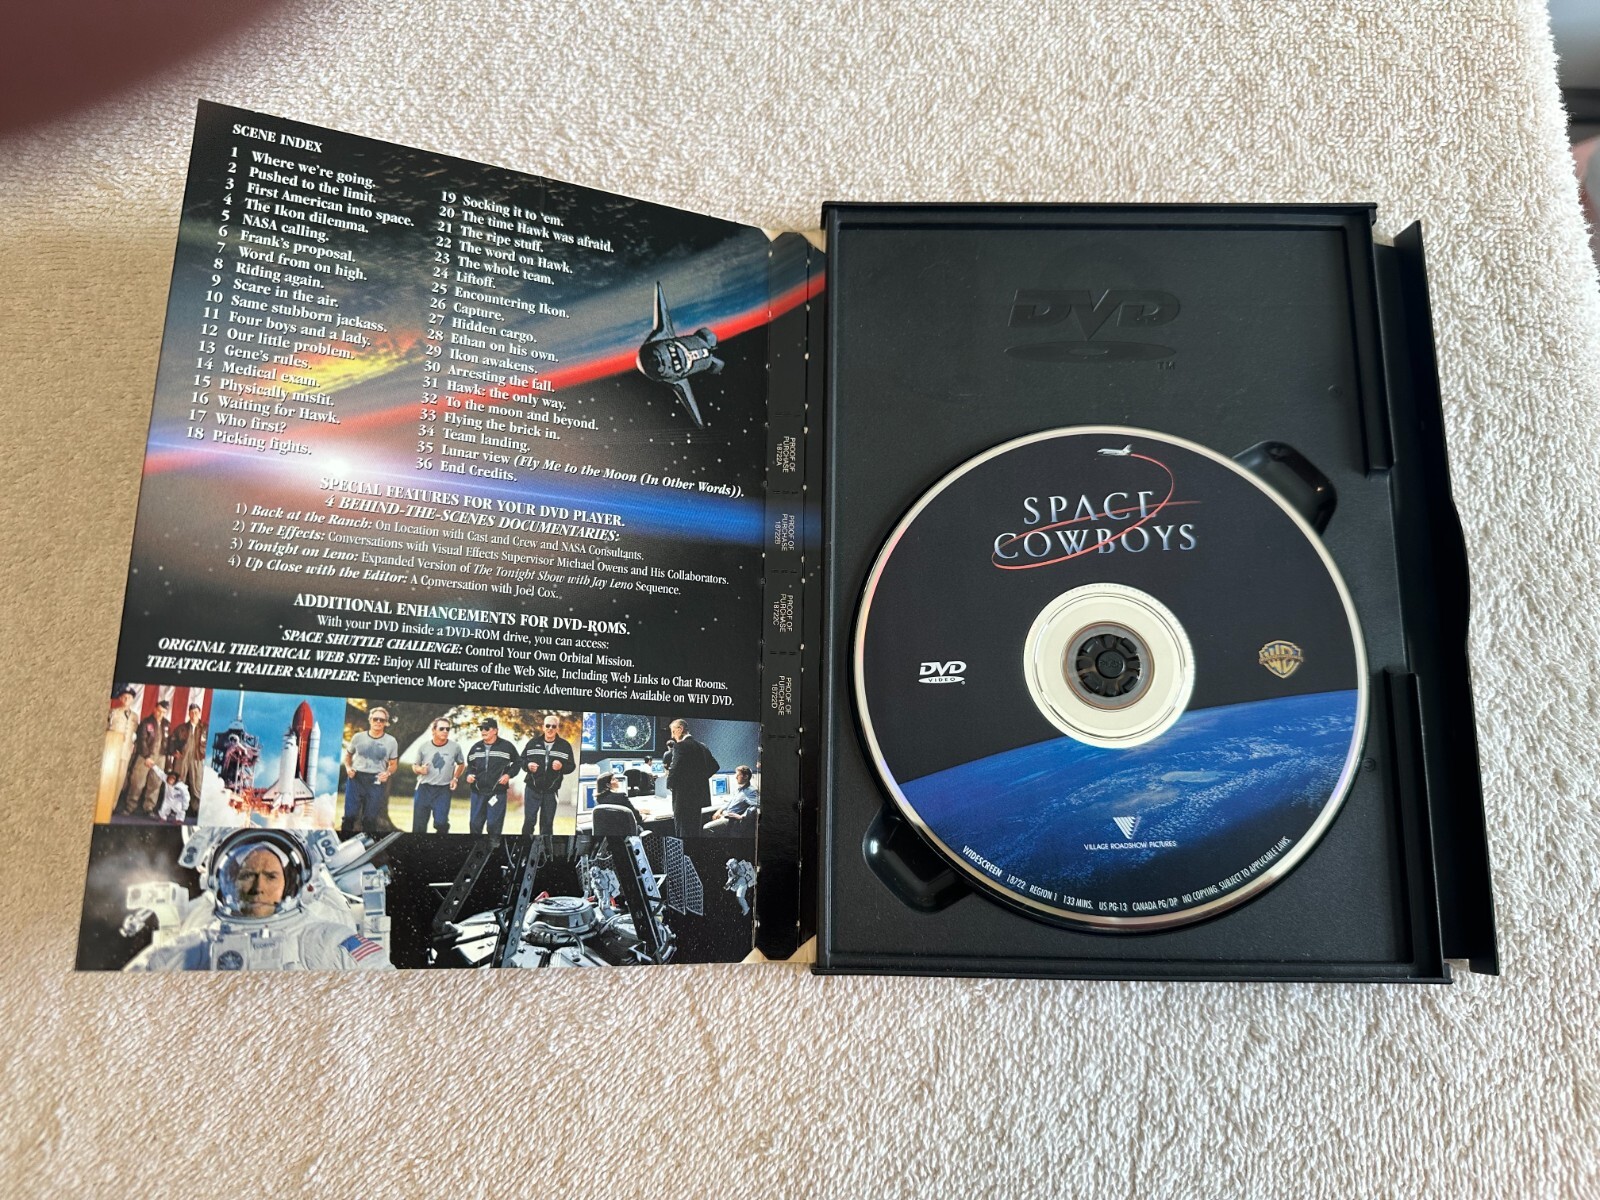 SCENE INDEX
1 Where we're going.
2 Pushed to the limit.
3 First American into space.
4 The Ikon dilemma.
5 NASA calling.
6 Frank's proposal.
7 Word from on high.
8 Riding again.
9 Scare in the air.
10 Same stubborn jackass.
11 Four boys and a lady.
12 Our little problem.
13 Gene's rules.
14 Medical exam.
15 Physically misfit.
16 Waiting for Hawk.
17 Who first?
18 Picking fights.
19 Socking it to 'em.
20 The time Hawk was afraid.
21 The ripe stuff.
22 The word on Hawk.
23 The whole team.
24 Liftoff.
25 Encountering Ikon.
26 Capture.
27 Hidden cargo.
28 Ethan on his own.
29 Ikon awakens.
30 Arresting the fall.
31 Hawk: the only way.
32 To the moon and beyond.
33 Flying the brick in.
34 Team landing.
35 Lunar view (Fly Me to the Moon (In Other Words)).
36 End Credits.
SPECIAL FEATURES FOR YOUR DVD PLAYER.
4 BEHIND-THE-SCENES DOCUMENTARIES:
1) Back at the Ranch: On Location with Cast and Crew and NASA Consultants.
2) The Effects: Conversations with Visual Effects Supervisor Michael Owens and His Collaborators.
3) Tonight on Leno: Expanded Version of The Tonight Show with Jay Leno Sequence.
4) Up Close with the Editor: A Conversation with Joel Cox.
ADDITIONAL ENHANCEMENTS FOR DVD-ROMS.
With your DVD inside a DVD-ROM drive, you can access:
SPACE SHUTTLE CHALLENGE: Control Your Own Orbital Mission.
ORIGINAL THEATRICAL WEB SITE: Enjoy All Features of the Web Site, Including Web Links to Chat Rooms.
THEATRICAL TRAILER SAMPLER: Experience More Space/Futuristic Adventure Stories Available on WHV DVD.
PROOF OF
PURCHASE
18722A
PROOF OF
PURCHASE
18722B
PROOF OF
PURCHASE
18722C
PROOF OF
PURCHASE
18722D
DVD
TM
SPACE
COWBOYS
DVD
VIDEO
WB
VILLAGE ROADSHOW PICTURES
WIDESCREEN 18722 REGION 1 133 MINS. US PG-13 CANADA PG/DP NO COPYING. SUBJECT TO APPLICABLE LAWS.